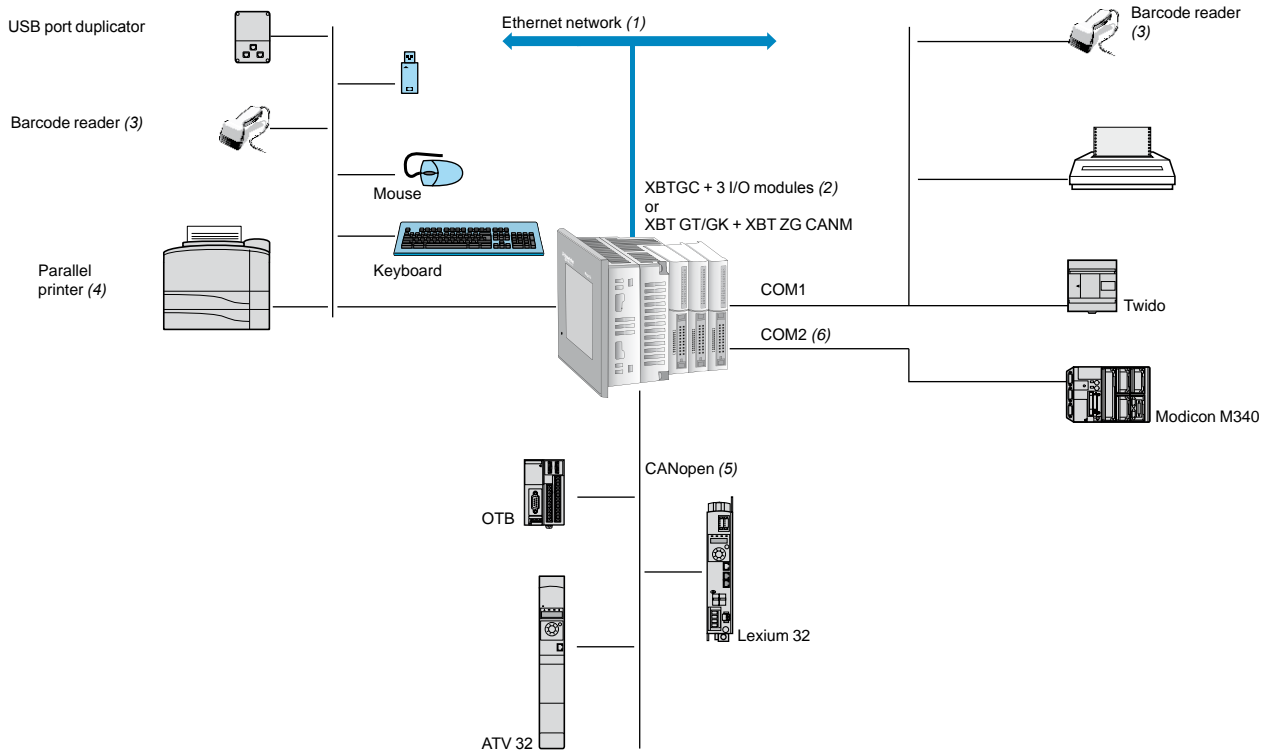 USB port duplicator
Ethernet network (1)
Barcode reader
(3)
Barcode reader (3)
Mouse
XBTGC + 3 I/O modules (2)
or
XBT GT/GK + XBT ZG CANM
Keyboard
Parallel
printer (4)
COM1
Twido
COM2 (6)
Modicon M340
CANopen (5)
OTB
Lexium 32
ATV 32